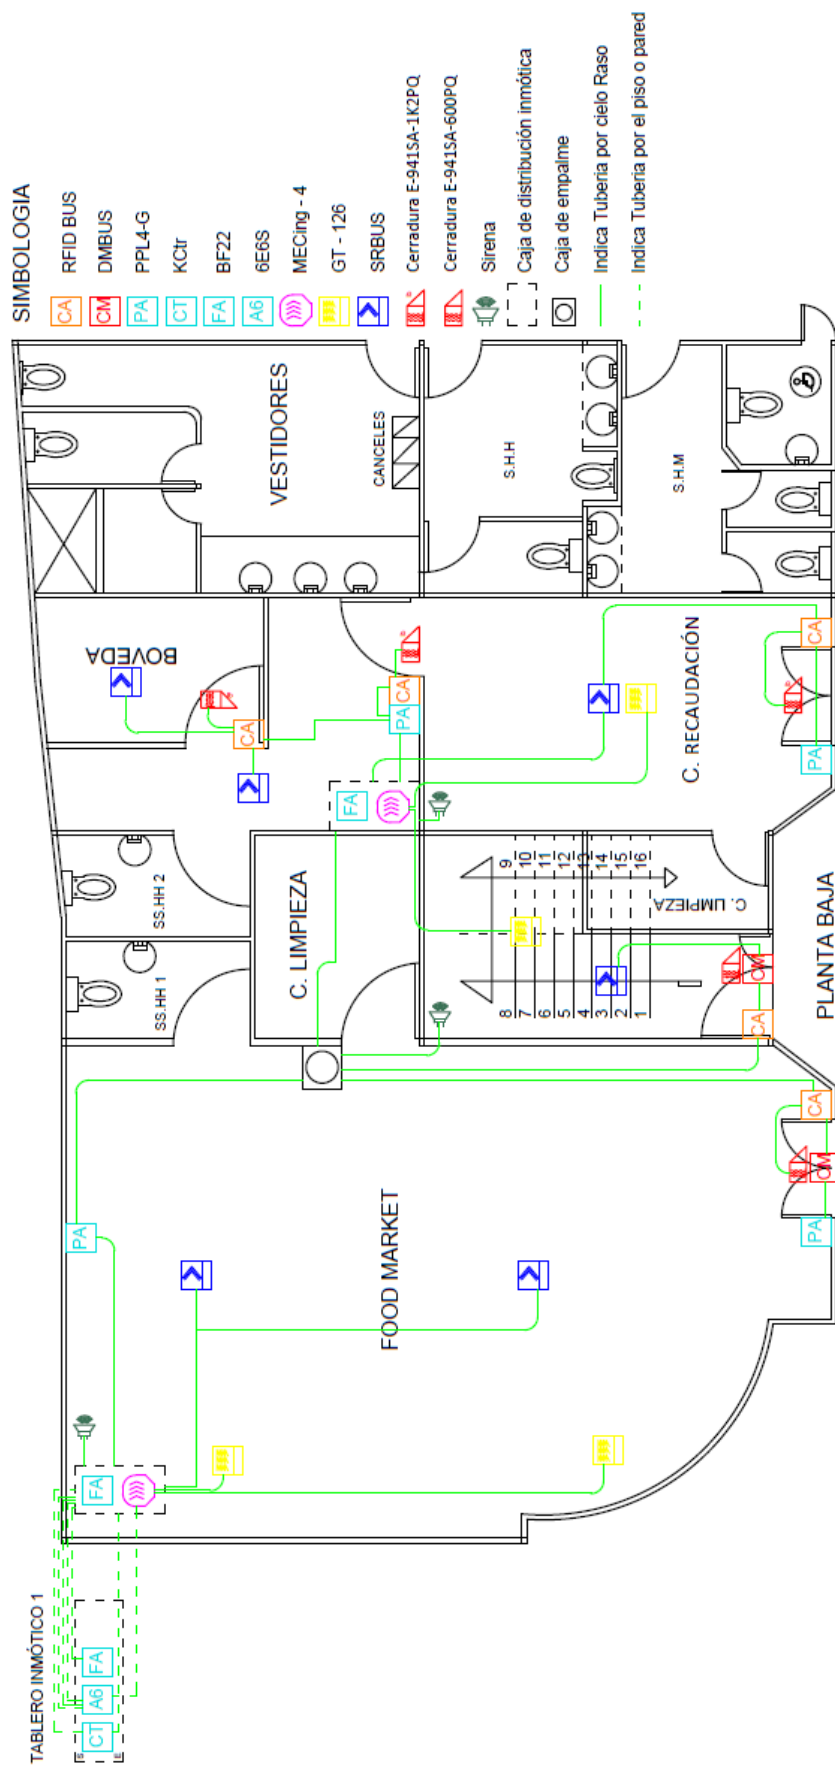 SIMBOLOGIA
CA RFID BUS
CM DMBUS
PA PPL4-G
CT KCtr
FA BF22
A6 6E6S
MECing - 4
GT - 126
SRBUS
Cerradura E-941SA-1K2PQ
Cerradura E-941SA-600PQ
Sirena
Caja de distribución inmótica
Caja de empalme
Indica Tuberia por cielo Raso
Indica Tuberia por el piso o pared
TABLERO INMÓTICO 1
S
E
CT
A6
FA
FA
PA
FOOD MARKET
PA
CM
CA
SS.HH 1
SS.HH 2
C. LIMPIEZA
8
7
6
5
4
3
2
1
9
10
11
12
13
14
15
16
C. LIMPIEZA
CA
CM
PLANTA BAJA
FA
PA
CA
CA
BOVEDA
C. RECAUDACIÓN
PA
CA
VESTIDORES
CANCELES
S.H.H
S.H.M